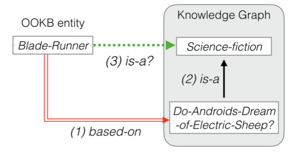 OOKB entity
Knowledge Graph
Blade-Runner
Science-fiction
(3) is-a?
(2) is-a
Do-Androids-Dream
-of-Electric-Sheep?
(1) based-on